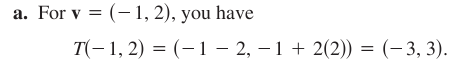 a. For v = (−1, 2), you have
T(−1, 2) = (−1 − 2, −1 + 2(2)) = (−3, 3).